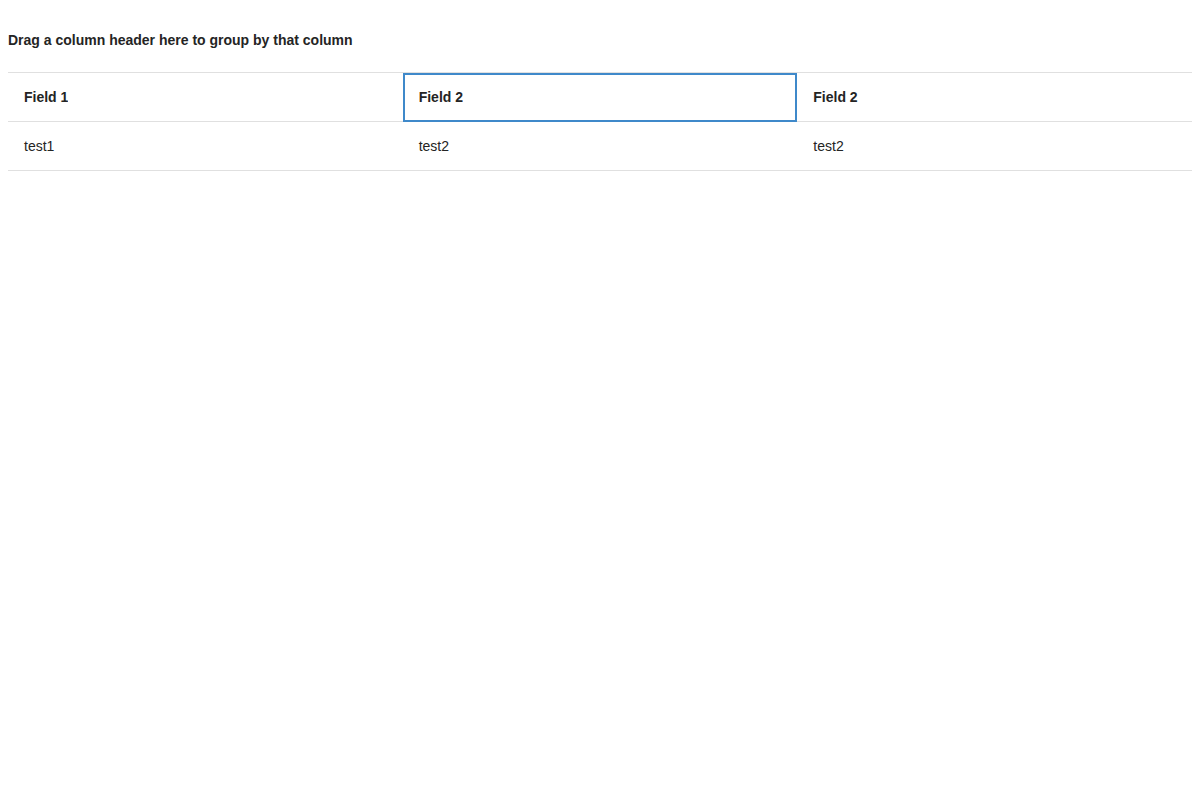 Drag a column header here to group by that column
Field 1 Field 2 Field 2
test1 test2 test2